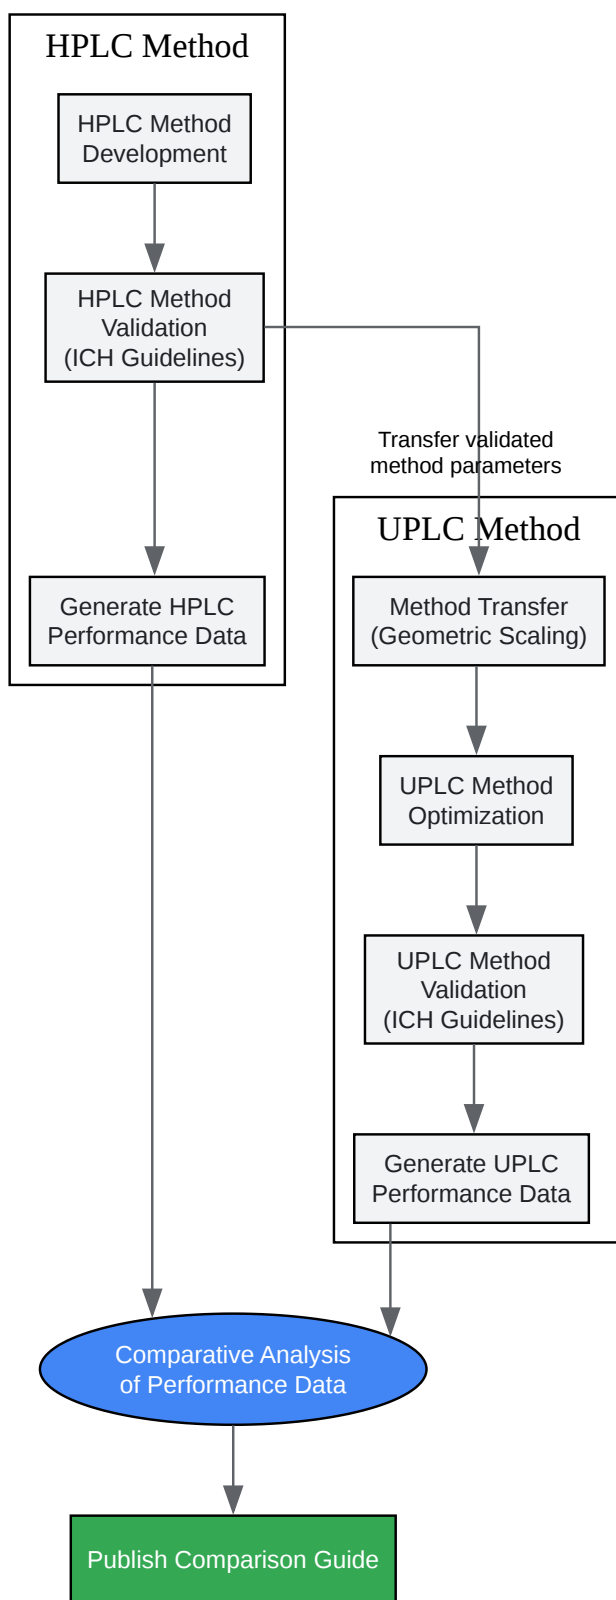 HPLC Method
HPLC Method
Development
HPLC Method
Validation
(ICH Guidelines)
Transfer validated
method parameters
Generate HPLC
Performance Data
UPLC Method
Method Transfer
(Geometric Scaling)
UPLC Method
Optimization
UPLC Method
Validation
(ICH Guidelines)
Generate UPLC
Performance Data
Comparative Analysis
of Performance Data
Publish Comparison Guide